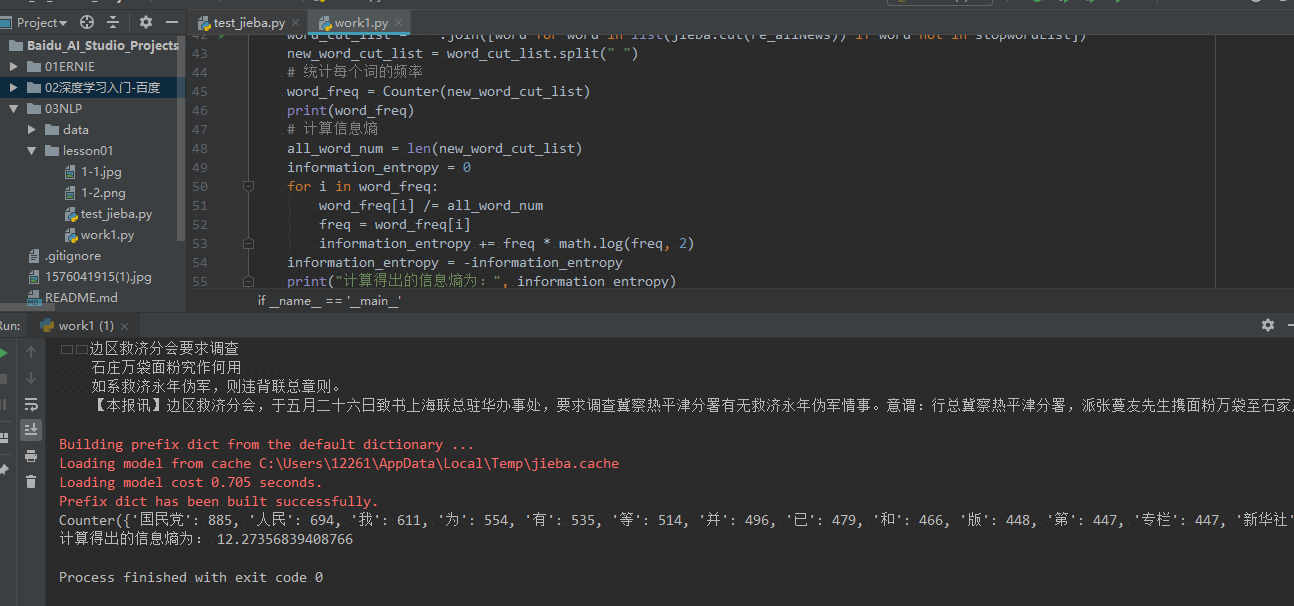 Project
test_jieba.py
work1.py
Baidu_AI_Studio_Projects
01ERNIE
02深度学习入门-百度
03NLP
data
lesson01
1-1.jpg
1-2.png
test_jieba.py
work1.py
.gitignore
1576041915(1).jpg
README.md
42 word_cut_list = " ".join([word for word in list(jieba.cut(re_allNews)) if word not in stopwordList])
43 new_word_cut_list = word_cut_list.split(" ")
44 # 统计每个词的频率
45 word_freq = Counter(new_word_cut_list)
46 print(word_freq)
47 # 计算信息熵
48 all_word_num = len(new_word_cut_list)
49 information_entropy = 0
50 for i in word_freq:
51 word_freq[i] /= all_word_num
52 freq = word_freq[i]
53 information_entropy += freq * math.log(freq, 2)
54 information_entropy = -information_entropy
55 print("计算得出的信息熵为：", information_entropy)
if __name__ == '__main__'
Run:
work1 (1)
边区救济分会要求调查
石庄万袋面粉究作何用
如系救济永年伪军，则违背联总章则。
【本报讯】边区救济分会，于五月二十六日致书上海联总驻华办事处，要求调查冀察热平津分署有无救济永年伪军情事。意谓：行总冀察热平津分署，派张蔓友先生携面粉万袋至石家
Building prefix dict from the default dictionary ...
Loading model from cache C:\Users\12261\AppData\Local\Temp\jieba.cache
Loading model cost 0.705 seconds.
Prefix dict has been built successfully.
Counter({'国民党': 885, '人民': 694, '我': 611, '为': 554, '有': 535, '等': 514, '并': 496, '已': 479, '和': 466, '版': 448, '第': 447, '专栏': 447, '新华社'
计算得出的信息熵为： 12.27356839408766
Process finished with exit code 0